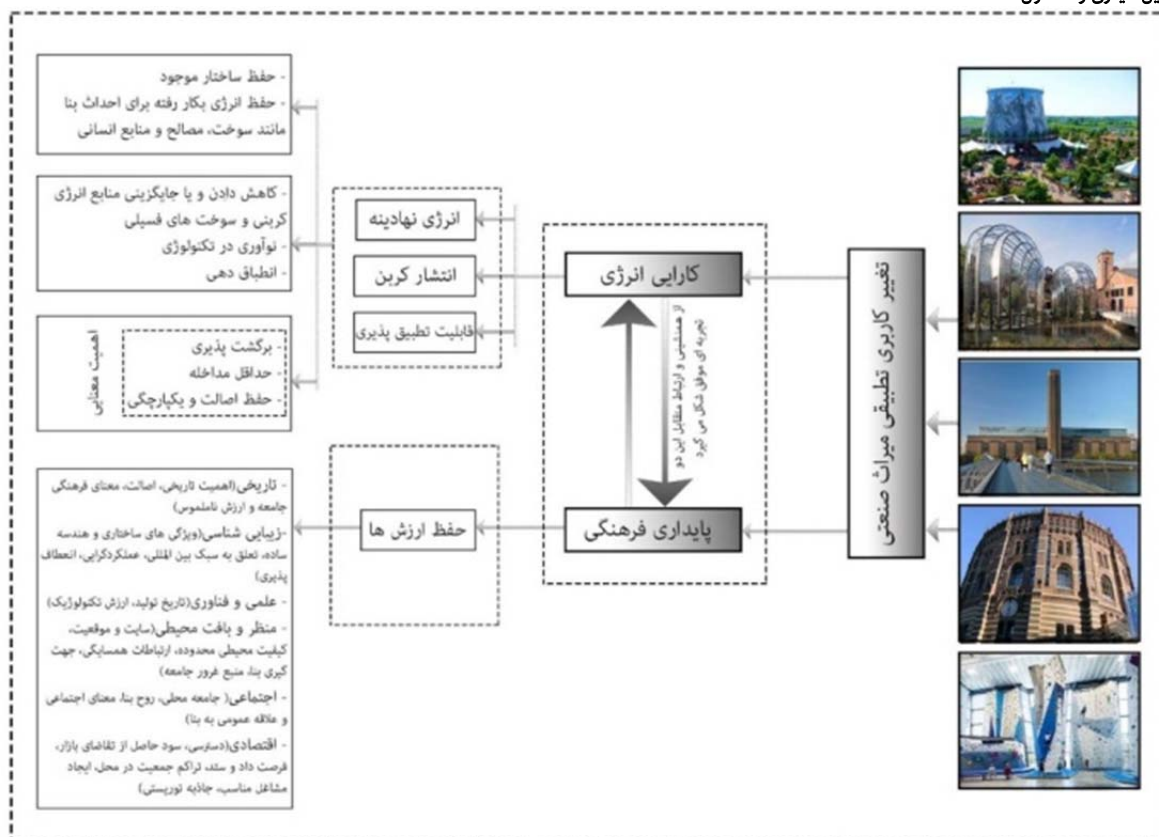 تغییر کاربری تطبیقی میراث صنعتی
کارایی انرژی
از همنشینی و ارتباط متقابل این دو
تجربه ای موفق شکل می گیرد
پایداری فرهنگی
انرژی نهادینه
انتشار کربن
قابلیت تطبیق پذیری
حفظ ارزش ها
- حفظ ساختار موجود
- حفظ انرژی بکار رفته برای احداث بنا
مانند سوخت، مصالح و منابع انسانی
- کاهش دادن و یا جایگزینی منابع انرژی
کربنی و سوخت های فسیلی
- نوآوری در تکنولوژی
- انطباق دهی
- برگشت پذیری
- حداقل مداخله
- حفظ اصالت و یکپارچگی
اهمیت معنایی
- تاریخی(اهمیت تاریخی، اصالت، معنای فرهنگی
جامعه و ارزش ناملموس)
-زیبایی شناسی(ویژگی های ساختاری و هندسه
ساده، تعلق به سبک بین المللی، عملکردگرایی، انعطاف
پذیری)
- علمی و فناوری(تاریخ تولید، ارزش تکنولوژیک)
- منظر و بافت محیطی(سایت و موقعیت،
کیفیت محیطی محدوده، ارتباطات همسایگی، جهت
گیری بنا، منبع غرور جامعه)
- اجتماعی( جامعه محلی، روح بنا، معنای اجتماعی
و علاقه عمومی به بنا)
- اقتصادی(دسترسی، سود حاصل از تقاضای بازار،
فرصت داد و ستد، تراکم جمعیت در محل، ایجاد
مشاغل مناسب، جاذبه توریستی)